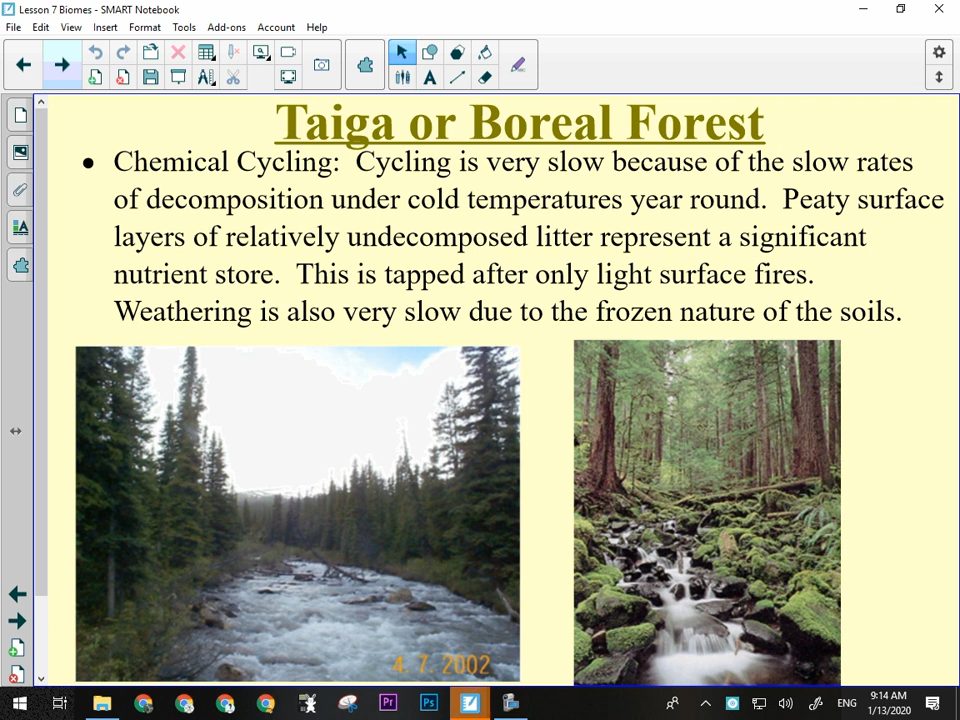 Lesson 7 Biomes - SMART Notebook
File Edit View Insert Format Tools Add-ons Account Help
Taiga or Boreal Forest
• Chemical Cycling: Cycling is very slow because of the slow rates
of decomposition under cold temperatures year round. Peaty surface
layers of relatively undecomposed litter represent a significant
nutrient store. This is tapped after only light surface fires.
Weathering is also very slow due to the frozen nature of the soils.
4. 7. 2002
Pr Ps
ENG
9:14 AM
1/13/2020